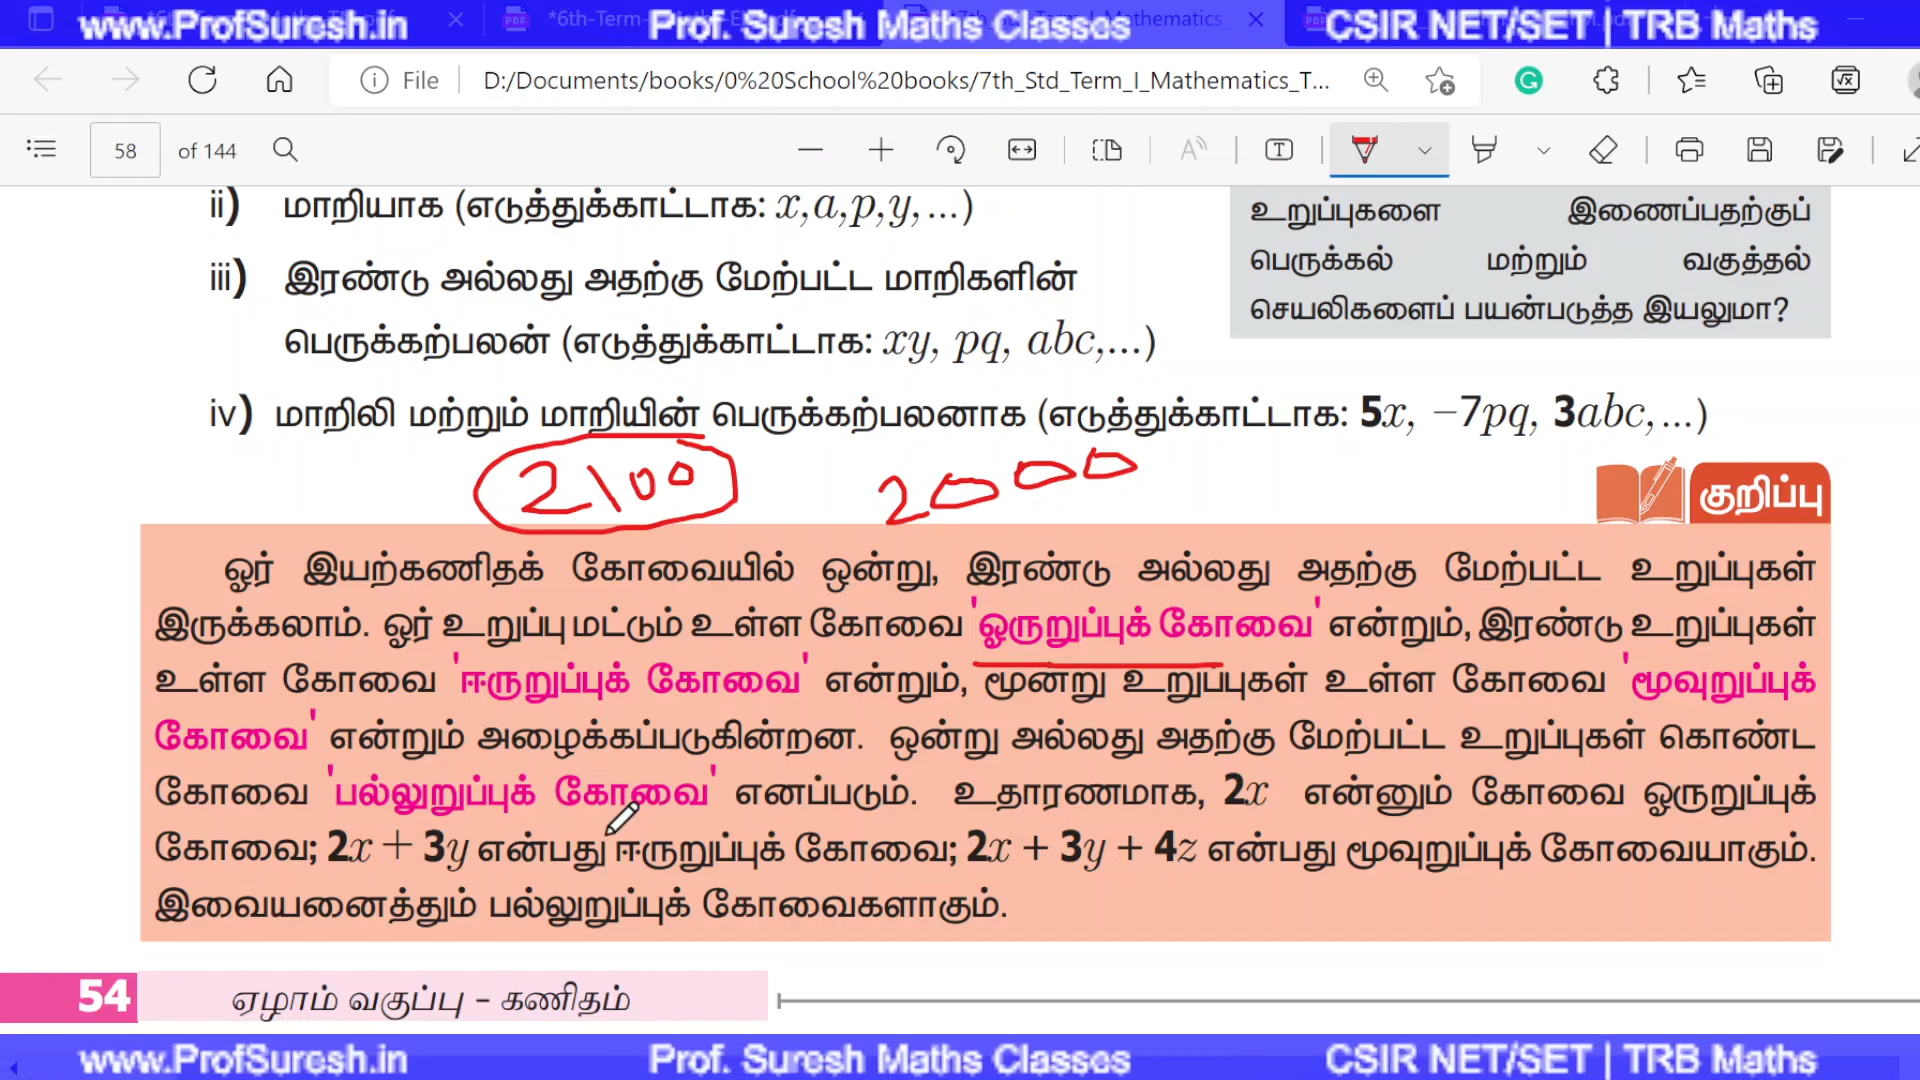 www.ProfSuresh.in Prof. Suresh Maths Classes CSIR NET/SET | TRB Maths
File D:/Documents/books/0%20School%20books/7th_Std_Term_I_Mathematics_T...
58 of 144
ii) மாறியாக (எடுத்துக்காட்டாக: x,a,p,y,...)
iii) இரண்டு அல்லது அதற்கு மேற்பட்ட மாறிகளின்
பெருக்கற்பலன் (எடுத்துக்காட்டாக: xy, pq, abc,...)
iv) மாறிலி மற்றும் மாறியின் பெருக்கற்பலனாக (எடுத்துக்காட்டாக: 5x, −7pq, 3abc,...)
உறுப்புகளை இணைப்பதற்குப்
பெருக்கல் மற்றும் வகுத்தல்
செயலிகளைப் பயன்படுத்த இயலுமா?
2100 2000
குறிப்பு
ஓர் இயற்கணிதக் கோவையில் ஒன்று, இரண்டு அல்லது அதற்கு மேற்பட்ட உறுப்புகள்
இருக்கலாம். ஓர் உறுப்பு மட்டும் உள்ள கோவை 'ஓருறுப்புக் கோவை' என்றும், இரண்டு உறுப்புகள்
உள்ள கோவை 'ஈருறுப்புக் கோவை' என்றும், மூன்று உறுப்புகள் உள்ள கோவை 'மூவுறுப்புக்
கோவை' என்றும் அழைக்கப்படுகின்றன. ஒன்று அல்லது அதற்கு மேற்பட்ட உறுப்புகள் கொண்ட
கோவை 'பல்லுறுப்புக் கோவை' எனப்படும். உதாரணமாக, 2x என்னும் கோவை ஓருறுப்புக்
கோவை; 2x + 3y என்பது ஈருறுப்புக் கோவை; 2x + 3y + 4z என்பது மூவுறுப்புக் கோவையாகும்.
இவையனைத்தும் பல்லுறுப்புக் கோவைகளாகும்.
54 ஏழாம் வகுப்பு – கணிதம்
www.ProfSuresh.in Prof. Suresh Maths Classes CSIR NET/SET | TRB Maths